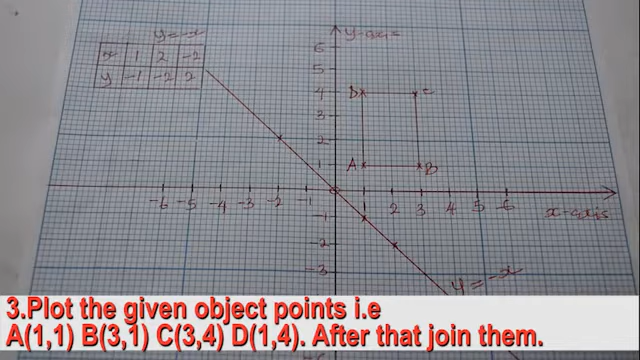 y=-x
x 1 2 -2
y -1 -2 2
y-axis
6
5
4
3
2
1
D C
A B
-6 -5 -4 -3 -2 -1 0 1 2 3 4 5 6
x-axis
-1
-2
-3
y=-x
3.Plot the given object points i.e
A(1,1) B(3,1) C(3,4) D(1,4). After that join them.